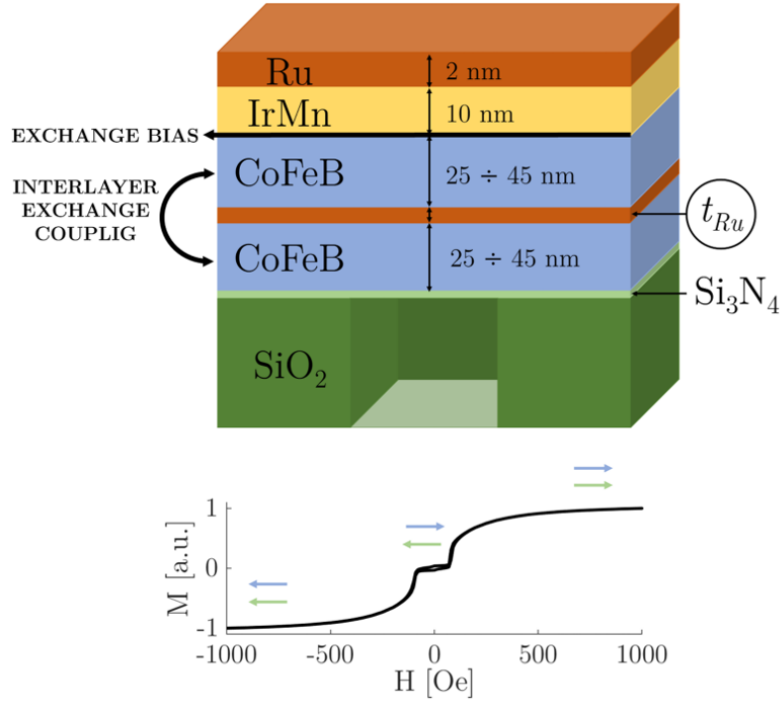 Ru
2 nm
IrMn
10 nm
EXCHANGE BIAS
CoFeB
25 ÷ 45 nm
INTERLAYER
EXCHANGE
COUPLIG
t_Ru
CoFeB
25 ÷ 45 nm
Si₃N₄
SiO₂
M [a.u.]
1
0
-1
-1000
-500
0
500
1000
H [Oe]